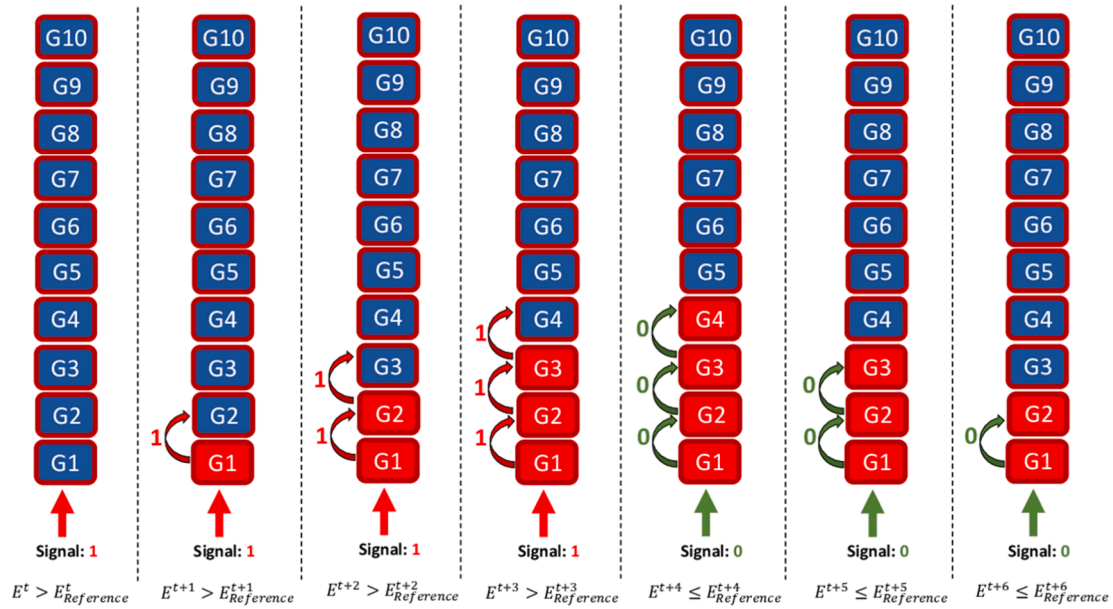 G10 G10 G10 G10 G10 G10 G10
G9 G9 G9 G9 G9 G9 G9
G8 G8 G8 G8 G8 G8 G8
G7 G7 G7 G7 G7 G7 G7
G6 G6 G6 G6 G6 G6 G6
G5 G5 G5 G5 G5 G5 G5
G4 G4 G4 G4 G4 G4 G4
1 0
G3 G3 G3 G3 G3 G3 G3
1 1 0 0
G2 G2 G2 G2 G2 G2 G2
1 1 1 0 0 0
G1 G1 G1 G1 G1 G1 G1
Signal: 1 Signal: 1 Signal: 1 Signal: 1 Signal: 0 Signal: 0 Signal: 0
E^t > E^t_Reference E^{t+1} > E^{t+1}_Reference E^{t+2} > E^{t+2}_Reference E^{t+3} > E^{t+3}_Reference E^{t+4} ≤ E^{t+4}_Reference E^{t+5} ≤ E^{t+5}_Reference E^{t+6} ≤ E^{t+6}_Reference